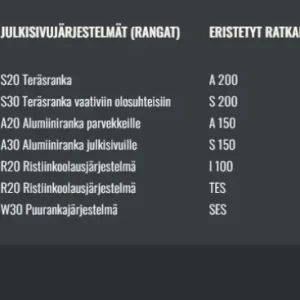 JULKISIVUJÄRJESTELMÄT (RANGAT)
S20 Teräsranka
S30 Teräsranka vaativiin olosuhteisiin
A20 Alumiiniranka parvekkeille
A30 Alumiiniranka julkisivuille
R20 Ristiinkoolausjärjestelmä
R20 Ristiinkoolausjärjestelmä
W30 Puurankajärjestelmä
ERISTETYT RATKA
A 200
S 200
A 150
S 150
I 100
TES
SES